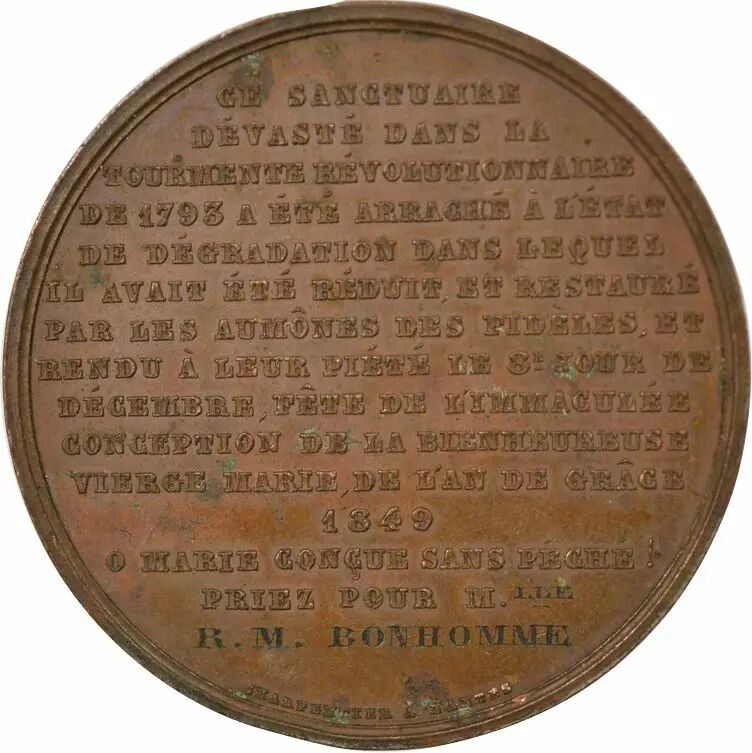 CE SANCTUAIRE
DÉVASTÉ DANS LA
TOURMENTE RÉVOLUTIONNAIRE
DE 1793 A ÉTÉ ARRACHÉ À L'ÉTAT
DE DÉGRADATION DANS LEQUEL
IL AVAIT ÉTÉ RÉDUIT, ET RESTAURÉ
PAR LES AUMÔNES DES FIDÈLES, ET
RENDU À LEUR PIÉTÉ LE 8E JOUR DE
DÉCEMBRE, FÊTE DE L'IMMACULÉE
CONCEPTION DE LA BIENHEUREUSE
VIERGE MARIE, DE L'AN DE GRÂCE
1849
O MARIE CONÇUE SANS PÉCHÉ !
PRIEZ POUR M.LLE
R. M. BONHOMME
CHARPENTIER A NANTES